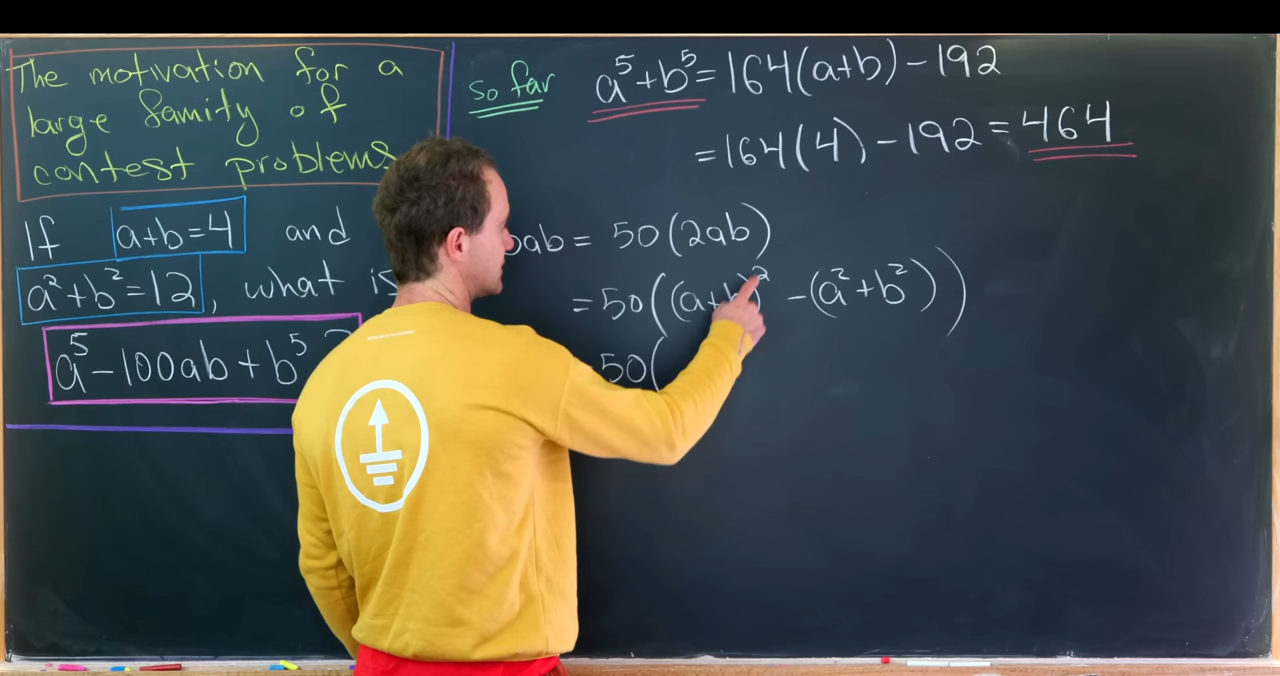 The motivation for a
large family of
contest problems
If a+b=4 and
a²+b²=12, what is
a⁵-100ab+b⁵ ?
so far a⁵+b⁵=164(a+b)-192
=164(4)-192=464
ab= 50(2ab)
=50((a+b)²-(a²+b²))
50(